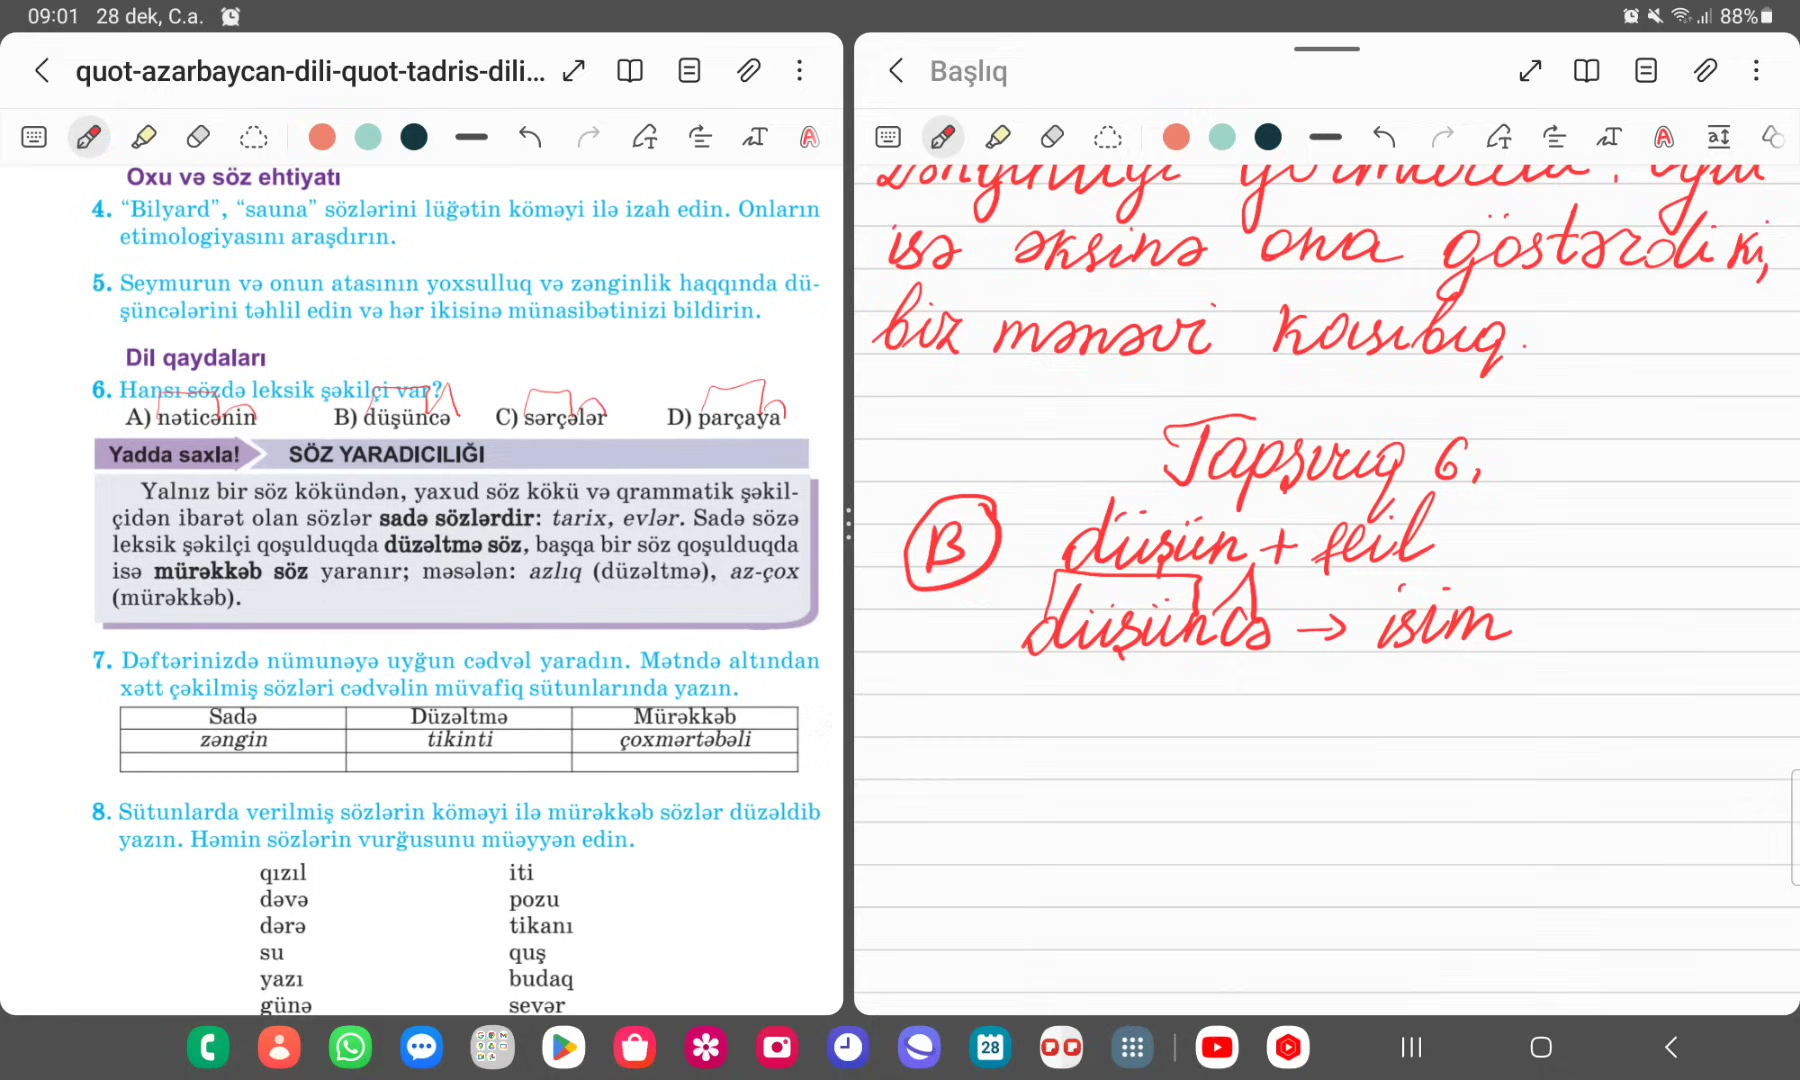 09:01 28 dek, C.a. 88%
quot-azarbaycan-dili-quot-tadris-dili...
Oxu və söz ehtiyatı
4. “Bilyard”, “sauna” sözlərini lüğətin köməyi ilə izah edin. Onların
etimologiyasını araşdırın.
5. Seymurun və onun atasının yoxsulluq və zənginlik haqqında dü-
şüncələrini təhlil edin və hər ikisinə münasibətinizi bildirin.
Dil qaydaları
6. Hansı sözdə leksik şəkilçi var?
A) nəticənin B) düşüncə C) sərçələr D) parçaya
Yadda saxla! SÖZ YARADICILIĞI
Yalnız bir söz kökündən, yaxud söz kökü və qrammatik şəkil-
çidən ibarət olan sözlər sadə sözlərdir: tarix, evlər. Sadə sözə
leksik şəkilçi qoşulduqda düzəltmə söz, başqa bir söz qoşulduqda
isə mürəkkəb söz yaranır; məsələn: azlıq (düzəltmə), az-çox
(mürəkkəb).
7. Dəftərinizdə nümunəyə uyğun cədvəl yaradın. Mətndə altından
xətt çəkilmiş sözləri cədvəlin müvafiq sütunlarında yazın.
Sadə Düzəltmə Mürəkkəb
zəngin tikinti çoxmərtəbəli
8. Sütunlarda verilmiş sözlərin köməyi ilə mürəkkəb sözlər düzəldib
yazın. Həmin sözlərin vurğusunu müəyyən edin.
qızıl iti
dəvə pozu
dərə tikanı
su quş
yazı budaq
günə sevər
Başlıq
isə əksinə ona göstərdi ki,
biz mənəvi kasıbıq.
Tapşırıq 6.
B düşün + feil
düşüncə → isim
28